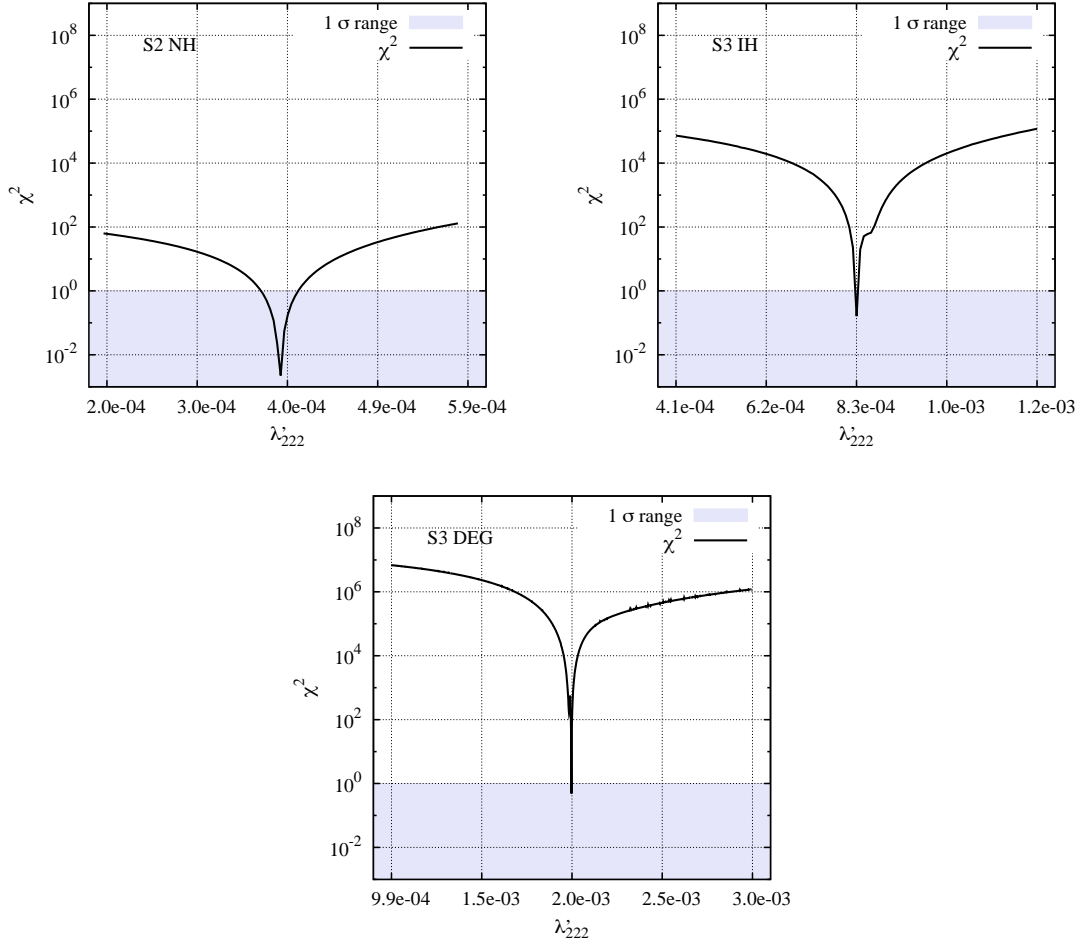 1 σ range
χ²
S2 NH
10⁸
10⁶
10⁴
10²
10⁰
10⁻²
χ²
2.0e-04 3.0e-04 4.0e-04 4.9e-04 5.9e-04
λ'₂₂₂
1 σ range
χ²
S3 IH
10⁸
10⁶
10⁴
10²
10⁰
10⁻²
χ²
4.1e-04 6.2e-04 8.3e-04 1.0e-03 1.2e-03
λ'₂₂₂
1 σ range
χ²
S3 DEG
10⁸
10⁶
10⁴
10²
10⁰
10⁻²
χ²
9.9e-04 1.5e-03 2.0e-03 2.5e-03 3.0e-03
λ'₂₂₂